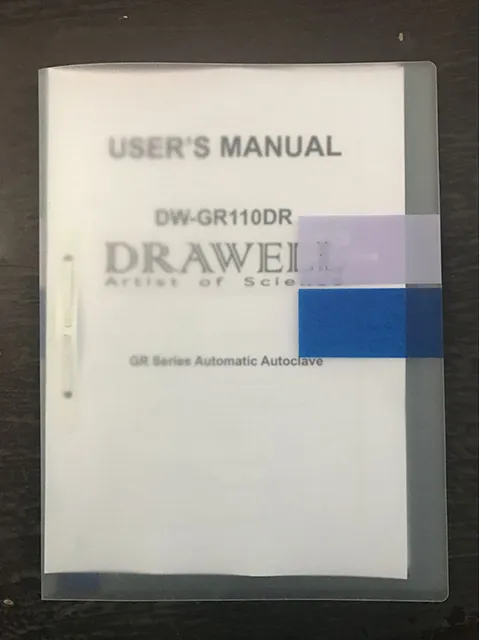 USER'S MANUAL
DW-GR110DR
DRAWELL
Artist of Science
GR Series Automatic Autoclave